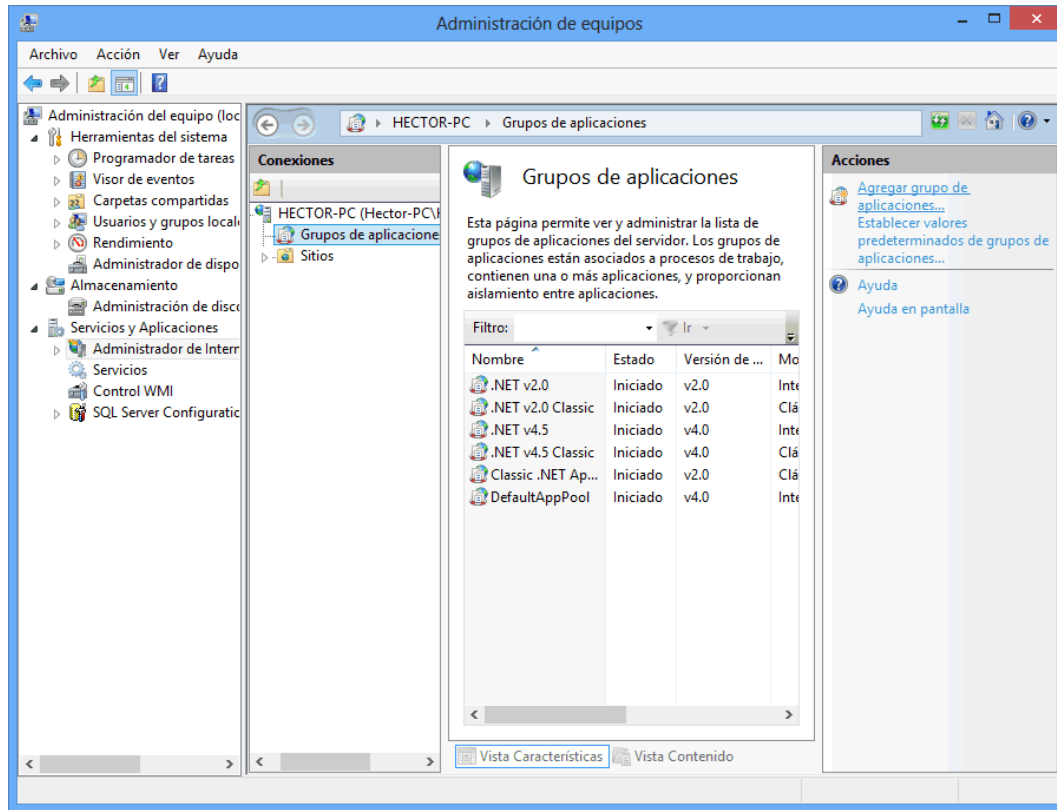 Administración de equipos
Archivo Acción Ver Ayuda
Administración del equipo (loc
Herramientas del sistema
Programador de tareas
Visor de eventos
Carpetas compartidas
Usuarios y grupos locale
Rendimiento
Administrador de dispo
Almacenamiento
Administración de disco
Servicios y Aplicaciones
Administrador de Intern
Servicios
Control WMI
SQL Server Configuratic
HECTOR-PC Grupos de aplicaciones
Conexiones
HECTOR-PC (Hector-PC\H
Grupos de aplicacione
Sitios
Grupos de aplicaciones
Esta página permite ver y administrar la lista de
grupos de aplicaciones del servidor. Los grupos de
aplicaciones están asociados a procesos de trabajo,
contienen una o más aplicaciones, y proporcionan
aislamiento entre aplicaciones.
Filtro: Ir
Nombre Estado Versión de ... Mo
.NET v2.0 Iniciado v2.0 Inte
.NET v2.0 Classic Iniciado v2.0 Clá
.NET v4.5 Iniciado v4.0 Inte
.NET v4.5 Classic Iniciado v4.0 Clá
Classic .NET Ap... Iniciado v2.0 Clá
DefaultAppPool Iniciado v4.0 Inte
Vista Características Vista Contenido
Acciones
Agregar grupo de
aplicaciones...
Establecer valores
predeterminados de grupos de
aplicaciones...
Ayuda
Ayuda en pantalla